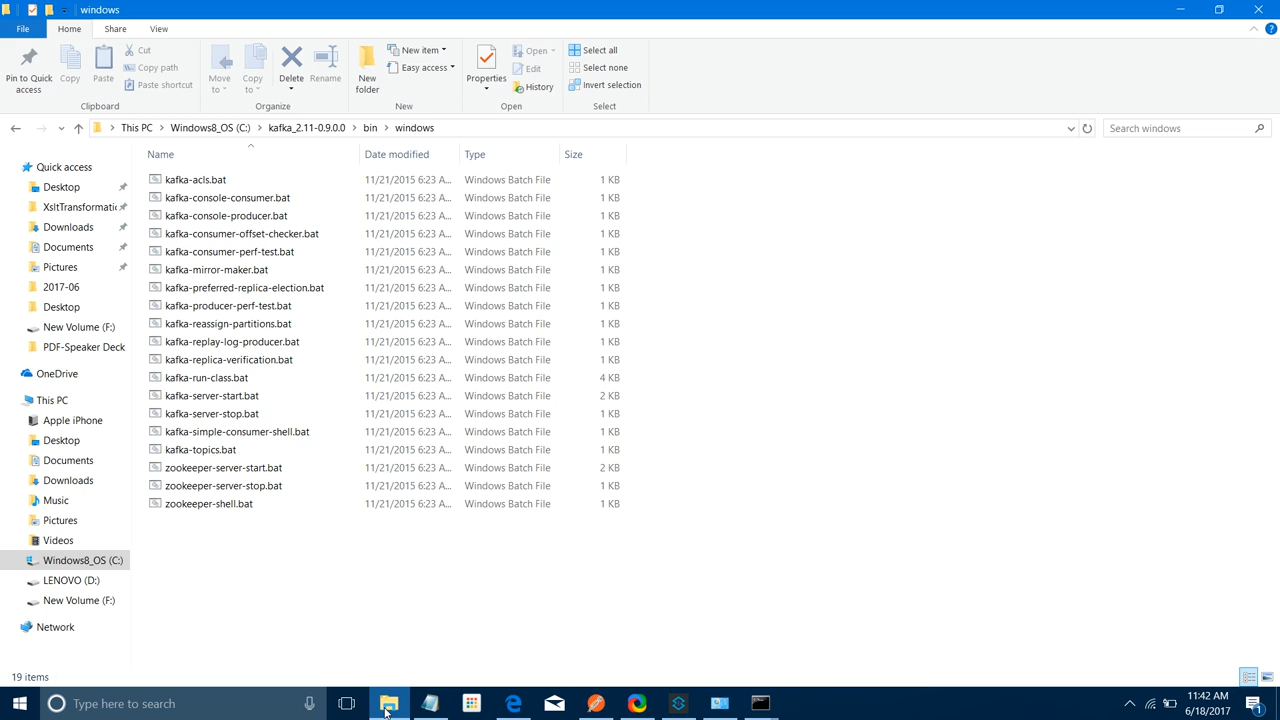 windows
File Home Share View
Pin to Quick access
Copy
Paste
Cut
Copy path
Paste shortcut
Clipboard
Move to
Copy to
Delete
Rename
Organize
New folder
New item
Easy access
New
Properties
Open
Edit
History
Open
Select all
Select none
Invert selection
Select
This PC Windows8_OS (C:) kafka_2.11-0.9.0.0 bin windows
Search windows
Name Date modified Type Size
kafka-acls.bat 11/21/2015 6:23 A... Windows Batch File 1 KB
kafka-console-consumer.bat 11/21/2015 6:23 A... Windows Batch File 1 KB
kafka-console-producer.bat 11/21/2015 6:23 A... Windows Batch File 1 KB
kafka-consumer-offset-checker.bat 11/21/2015 6:23 A... Windows Batch File 1 KB
kafka-consumer-perf-test.bat 11/21/2015 6:23 A... Windows Batch File 1 KB
kafka-mirror-maker.bat 11/21/2015 6:23 A... Windows Batch File 1 KB
kafka-preferred-replica-election.bat 11/21/2015 6:23 A... Windows Batch File 1 KB
kafka-producer-perf-test.bat 11/21/2015 6:23 A... Windows Batch File 1 KB
kafka-reassign-partitions.bat 11/21/2015 6:23 A... Windows Batch File 1 KB
kafka-replay-log-producer.bat 11/21/2015 6:23 A... Windows Batch File 1 KB
kafka-replica-verification.bat 11/21/2015 6:23 A... Windows Batch File 1 KB
kafka-run-class.bat 11/21/2015 6:23 A... Windows Batch File 4 KB
kafka-server-start.bat 11/21/2015 6:23 A... Windows Batch File 2 KB
kafka-server-stop.bat 11/21/2015 6:23 A... Windows Batch File 1 KB
kafka-simple-consumer-shell.bat 11/21/2015 6:23 A... Windows Batch File 1 KB
kafka-topics.bat 11/21/2015 6:23 A... Windows Batch File 1 KB
zookeeper-server-start.bat 11/21/2015 6:23 A... Windows Batch File 2 KB
zookeeper-server-stop.bat 11/21/2015 6:23 A... Windows Batch File 1 KB
zookeeper-shell.bat 11/21/2015 6:23 A... Windows Batch File 1 KB
Quick access
Desktop
XsltTransformatic
Downloads
Documents
Pictures
2017-06
Desktop
New Volume (F:)
PDF-Speaker Deck
OneDrive
This PC
Apple iPhone
Desktop
Documents
Downloads
Music
Pictures
Videos
Windows8_OS (C:)
LENOVO (D:)
New Volume (F:)
Network
19 items
Type here to search
11:42 AM
6/18/2017
1